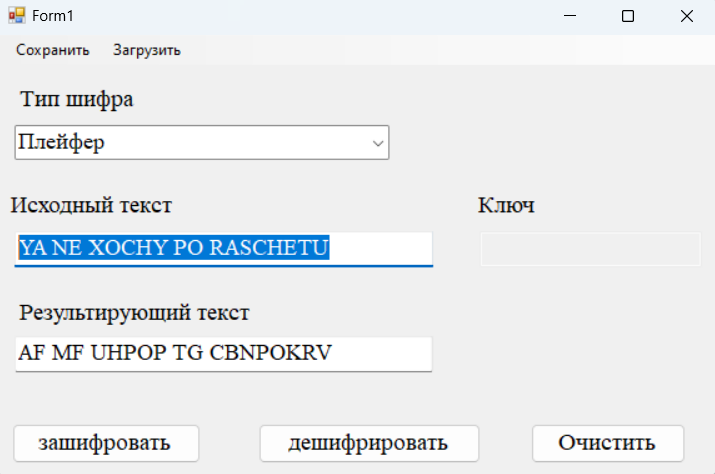 Form1
Сохранить Загрузить
Тип шифра
Плейфер
Исходный текст Ключ
YA NE XOCHY PO RASCHETU
Результирующий текст
AF MF UHPOP TG CBNPOKRV
зашифровать дешифрировать Очистить